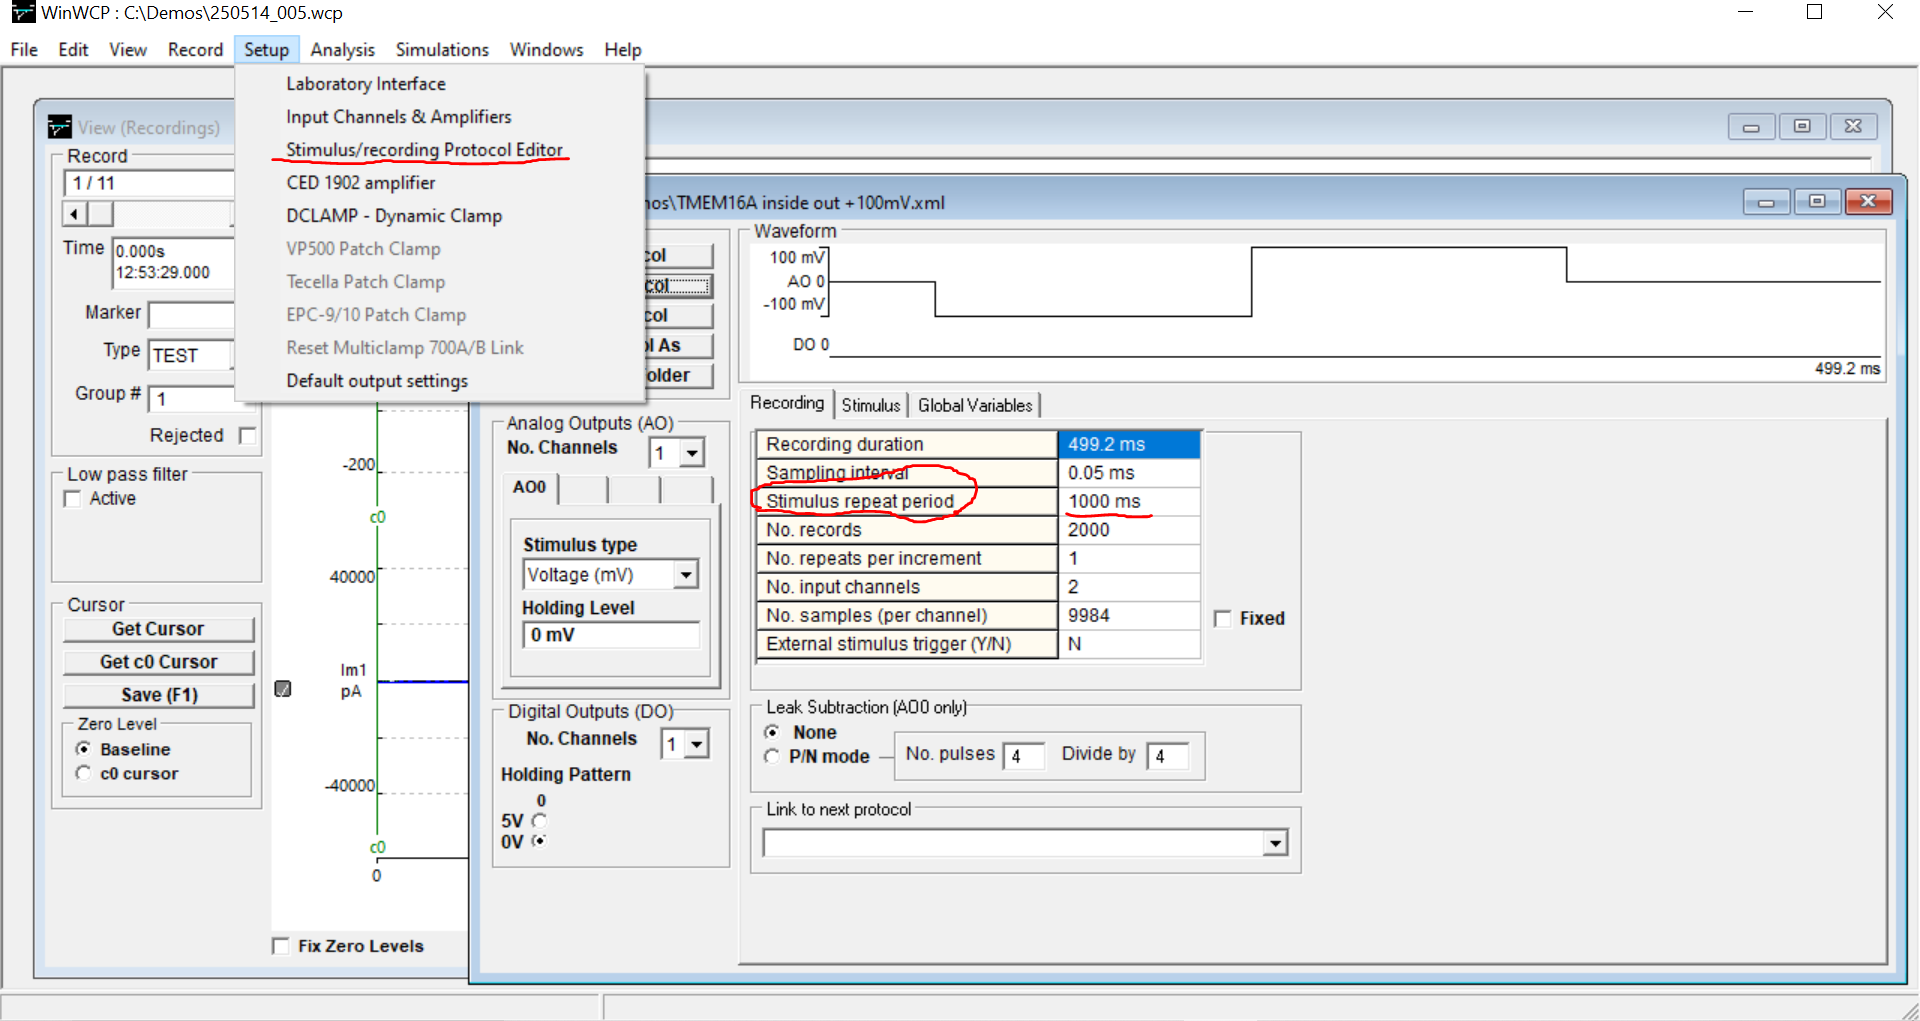 WinWCP : C:\Demos\250514_005.wcp
File Edit View Record Setup Analysis Simulations Windows Help
Laboratory Interface
Input Channels & Amplifiers
Stimulus/recording Protocol Editor
CED 1902 amplifier
DCLAMP - Dynamic Clamp
VP500 Patch Clamp
Tecella Patch Clamp
EPC-9/10 Patch Clamp
Reset Multiclamp 700A/B Link
Default output settings
View (Recordings)
Record
1 / 11
Time 0.000s
12:53:29.000
Marker
Type TEST
Group # 1
Rejected
Low pass filter
Active
Cursor
Get Cursor
Get c0 Cursor
Save (F1)
Zero Level
Baseline
c0 cursor
-200
c0
40000
Im1
pA
-40000
c0
0
Fix Zero Levels
nos\TMEM16A inside out +100mV.xml
col
col
col
ol As
older
Analog Outputs (AO)
No. Channels 1
AO0
Stimulus type
Voltage (mV)
Holding Level
0 mV
Digital Outputs (DO)
No. Channels 1
Holding Pattern
0
5V
0V
Waveform
100 mV
AO 0
-100 mV
DO 0
499.2 ms
Recording Stimulus Global Variables
Recording duration 499.2 ms
Sampling interval 0.05 ms
Stimulus repeat period 1000 ms
No. records 2000
No. repeats per increment 1
No. input channels 2
No. samples (per channel) 9984
External stimulus trigger (Y/N) N
Fixed
Leak Subtraction (AO0 only)
None
P/N mode No. pulses 4 Divide by 4
Link to next protocol